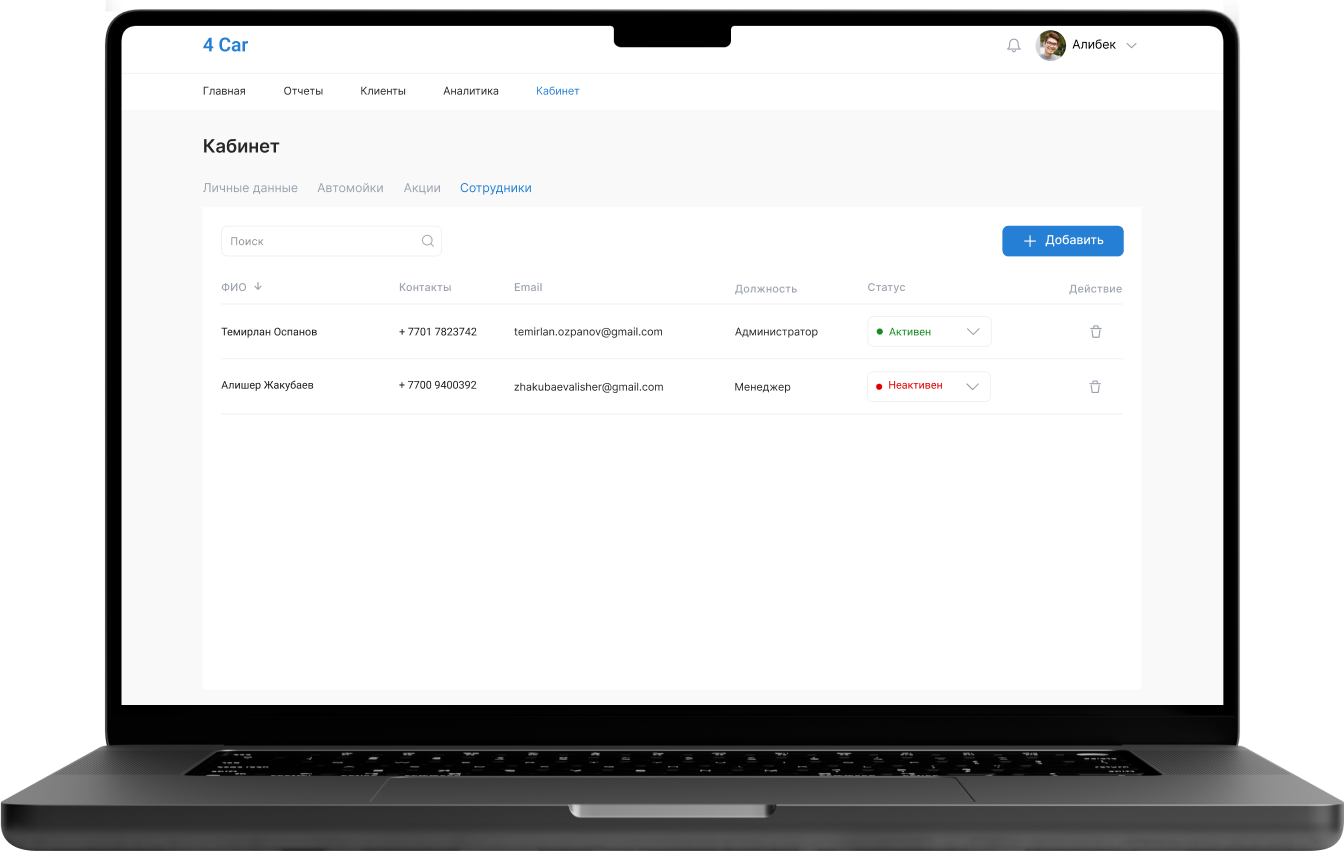 4 Car
Алибек
Главная Отчеты Клиенты Аналитика Кабинет
Кабинет
Личные данные Автомойки Акции Сотрудники
Поиск
Добавить
ФИО Контакты Email Должность Статус Действие
Темирлан Оспанов + 7701 7823742 temirlan.ozpanov@gmail.com Администратор Активен
Алишер Жакубаев + 7700 9400392 zhakubaevalisher@gmail.com Менеджер Неактивен